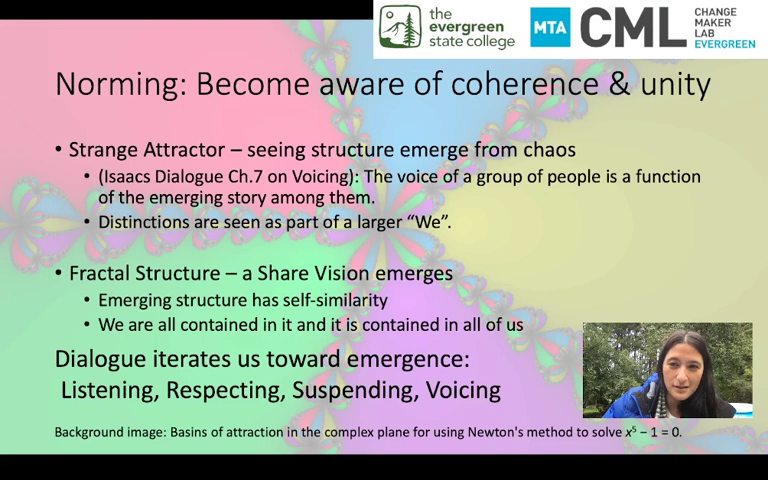 the
evergreen
state college
MTA
CML
CHANGE
MAKER
LAB
EVERGREEN
Norming: Become aware of coherence & unity
• Strange Attractor – seeing structure emerge from chaos
• (Isaacs Dialogue Ch.7 on Voicing): The voice of a group of people is a function
of the emerging story among them.
• Distinctions are seen as part of a larger “We”.
• Fractal Structure – a Share Vision emerges
• Emerging structure has self-similarity
• We are all contained in it and it is contained in all of us
Dialogue iterates us toward emergence:
Listening, Respecting, Suspending, Voicing
Background image: Basins of attraction in the complex plane for using Newton's method to solve x⁵ − 1 = 0.